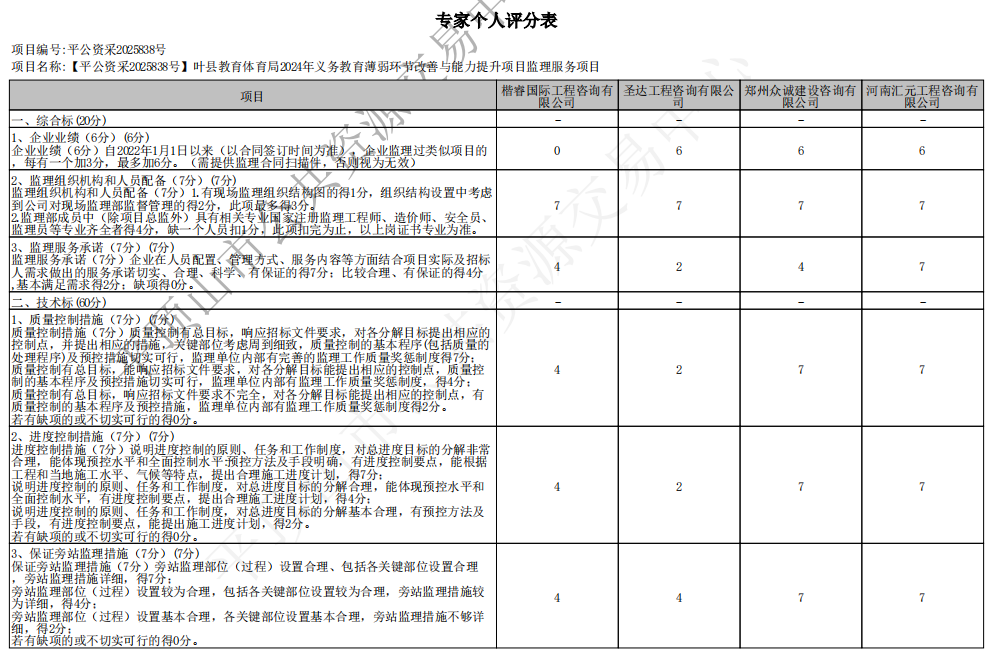 专家个人评分表
项目编号:平公资采2025838号
项目名称:【平公资采2025838号】叶县教育体育局2024年义务教育薄弱环节改善与能力提升项目监理服务项目
项目
楷睿国际工程咨询有限公司
圣达工程咨询有限公司
郑州众诚建设咨询有限公司
河南汇元工程咨询有限公司
一、综合标(20分)
-
-
-
-
1、企业业绩（6分）(6分)
企业业绩（6分）自2022年1月1日以来（以合同签订时间为准），企业监理过类似项目的
，每有一个加3分，最多加6分。（需提供监理合同扫描件，否则视为无效）
0
6
6
6
2、监理组织机构和人员配备（7分）(7分)
监理组织机构和人员配备（7分）1.有现场监理组织结构图的得1分，组织结构设置中考虑
到公司对现场监理部监督管理的得2分，此项最多得3分。
2.监理部成员中（除项目总监外）具有相关专业国家注册监理工程师、造价师、安全员、
监理员等专业齐全者得4分，缺一个人员扣1分，此项扣完为止，以上岗证书专业为准。
7
7
7
7
3、监理服务承诺（7分）(7分)
监理服务承诺（7分）企业在人员配置、管理方式、服务内容等方面结合项目实际及招标
人需求做出的服务承诺切实、合理、科学、有保证的得7分；比较合理、有保证的得4分
,基本满足需求得2分；缺项得0分。
4
2
4
7
二、技术标(60分)
-
-
-
-
1、质量控制措施（7分）(7分)
质量控制措施（7分）质量控制有总目标，响应招标文件要求，对各分解目标提出相应的
控制点，并提出相应的措施，关键部位考虑周到细致，质量控制的基本程序(包括质量的
处理程序)及预控措施切实可行，监理单位内部有完善的监理工作质量奖惩制度得7分；
质量控制有总目标，能响应招标文件要求，对各分解目标能提出相应的控制点，质量控
制的基本程序及预控措施切实可行，监理单位内部有监理工作质量奖惩制度，得4分；
质量控制有总目标，响应招标文件要求不完全，对各分解目标能提出相应的控制点，有
质量控制的基本程序及预控措施，监理单位内部有监理工作质量奖惩制度得2分。
若有缺项的或不切实可行的得0分。
4
2
7
7
2、进度控制措施（7分）(7分)
进度控制措施（7分）说明进度控制的原则、任务和工作制度，对总进度目标的分解非常
合理，能体现预控水平和全面控制水平·预控方法及手段明确，有进度控制要点，能根据
工程和当地施工水平、气候等特点，提出合理施工进度计划，得7分；
说明进度控制的原则、任务和工作制度，对总进度目标的分解合理，能体现预控水平和
全面控制水平，有进度控制要点，提出合理施工进度计划，得4分；
说明进度控制的原则、任务和工作制度，对总进度目标的分解基本合理，有预控方法及
手段，有进度控制要点，能提出施工进度计划，得2分。
若有缺项的或不切实可行的得0分。
4
2
7
7
3、保证旁站监理措施（7分）(7分)
保证旁站监理措施（7分）旁站监理部位（过程）设置合理、包括各关键部位设置合理
，旁站监理措施详细，得7分；
旁站监理部位（过程）设置较为合理，包括各关键部位设置较为合理，旁站监理措施较
为详细，得4分；
旁站监理部位（过程）设置基本合理，各关键部位设置基本合理，旁站监理措施不够详
细，得2分；
若有缺项的或不切实可行的得0分。
4
4
7
7